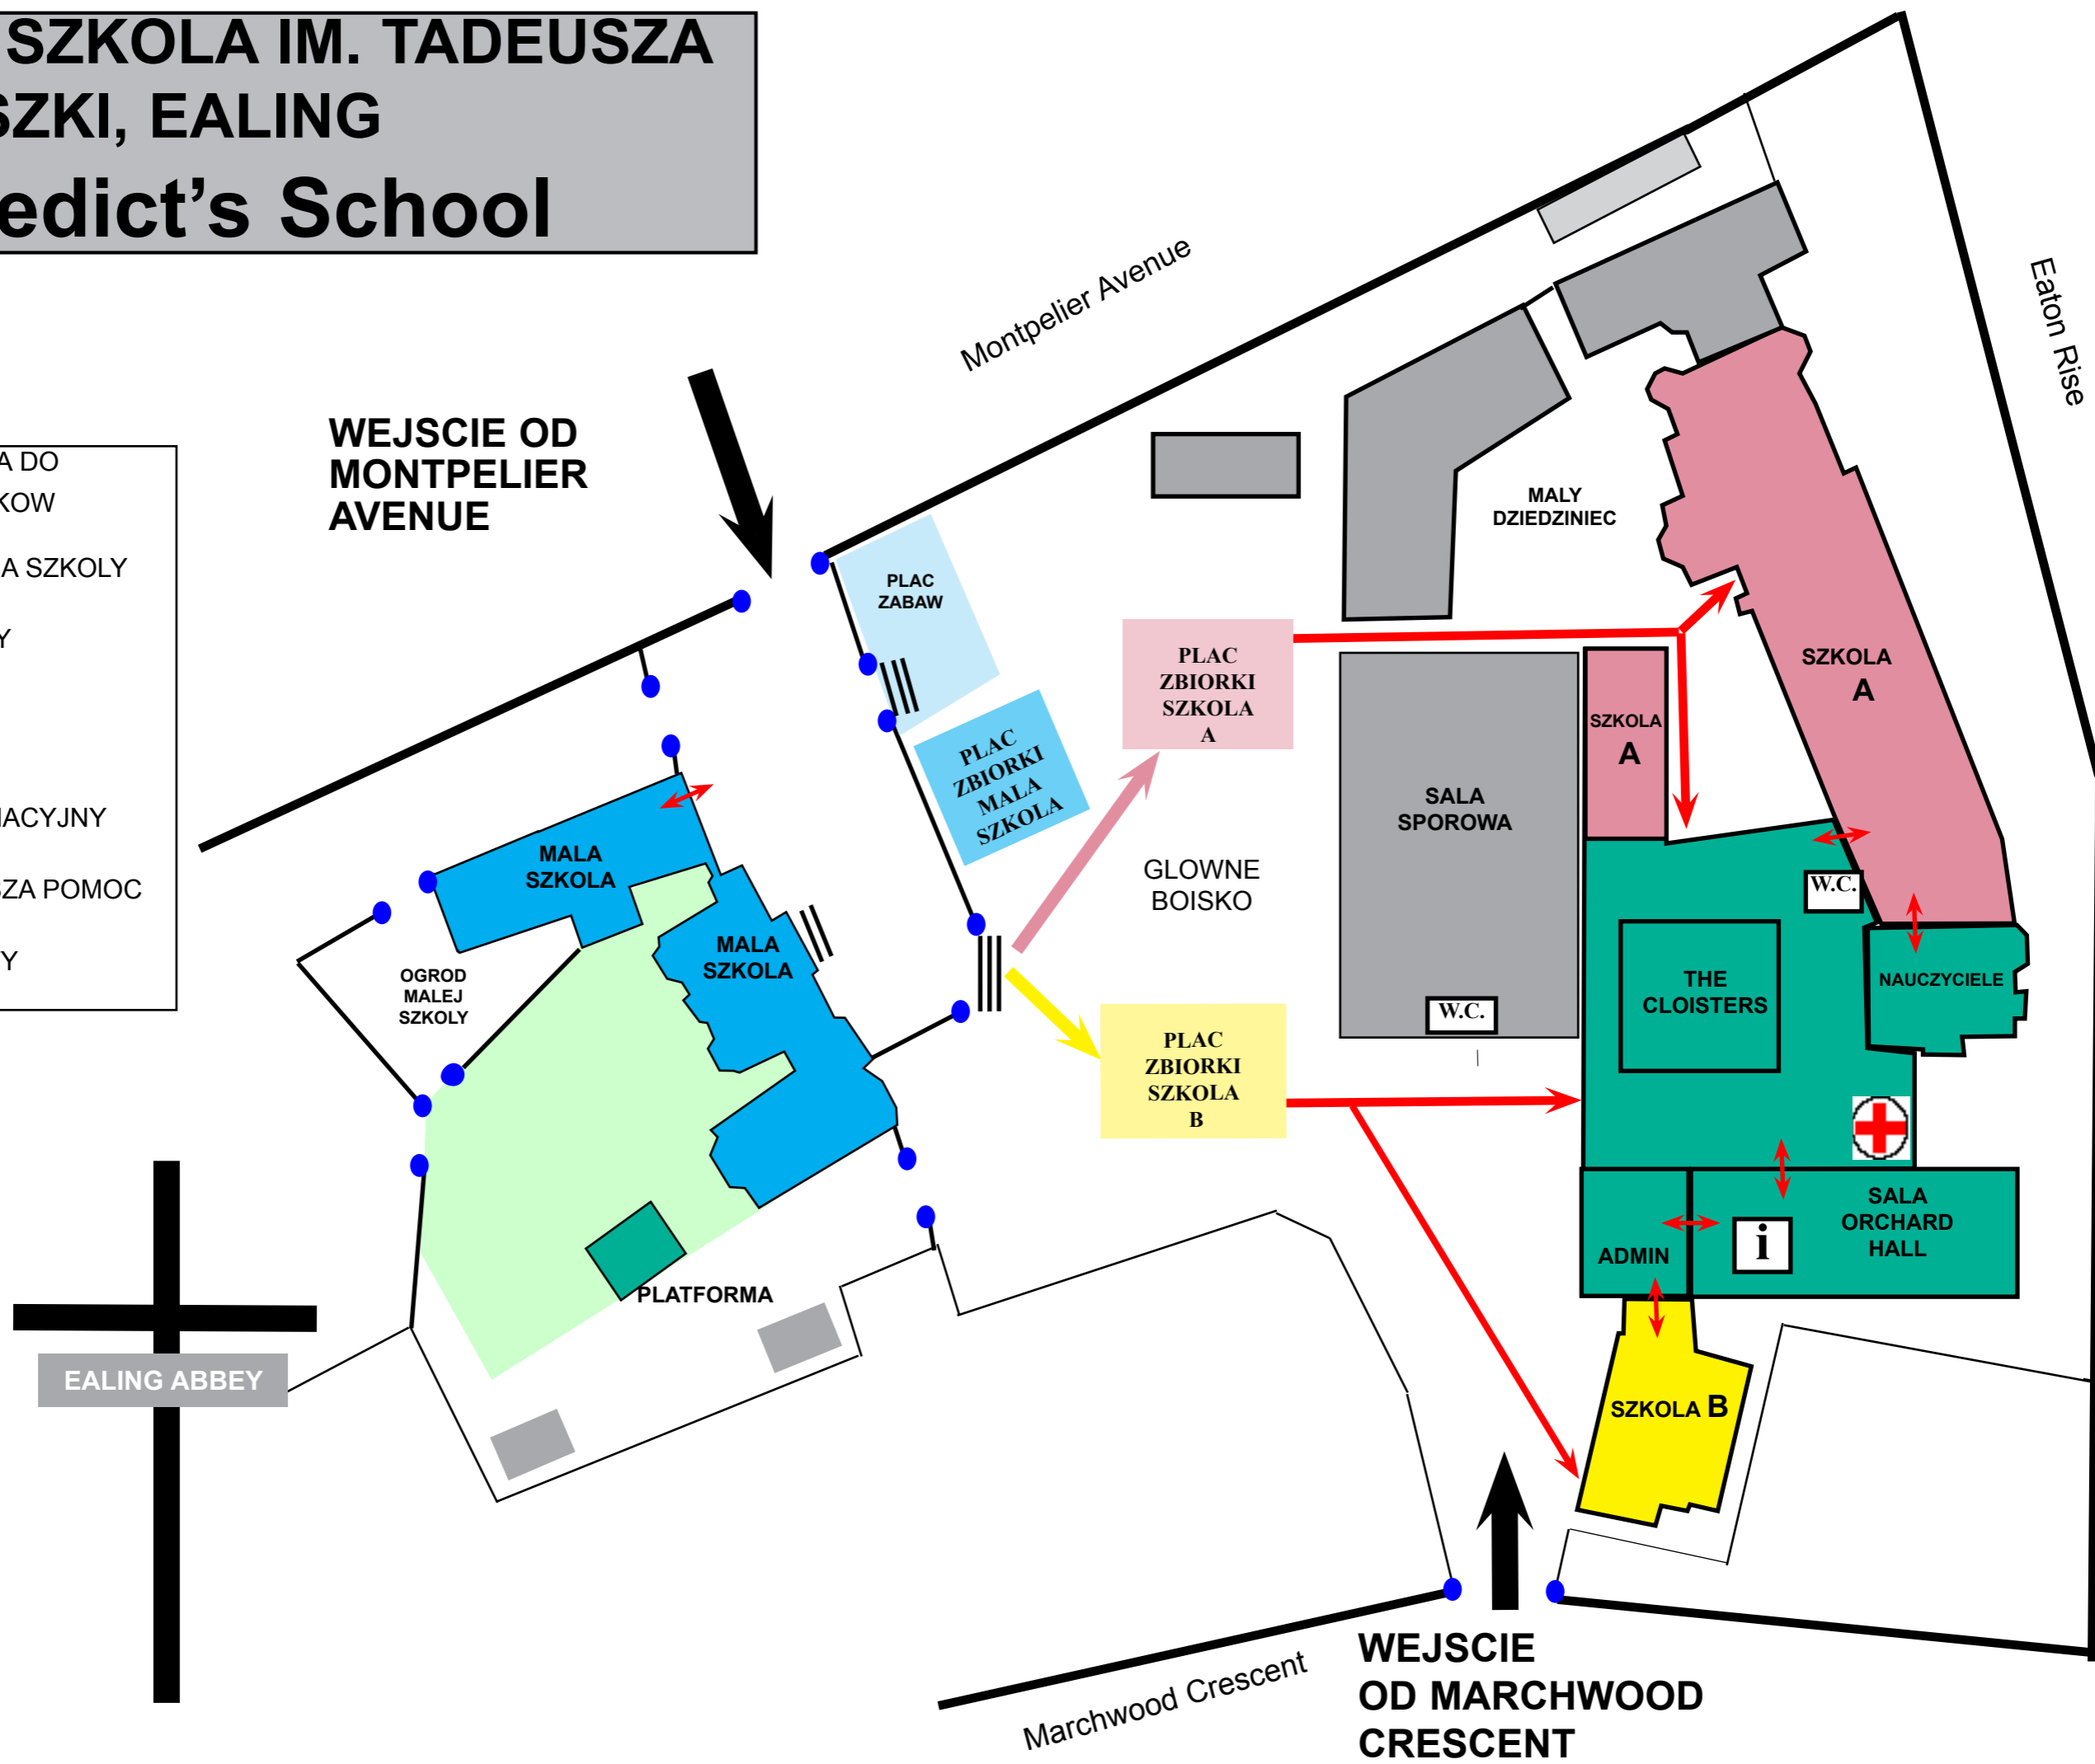 SZKOLA IM. TADEUSZA
SZKI, EALING
edict's School
A DO
KOW
A SZKOLY
Y
ACYJNY
SZA POMOC
Y
WEJSCIE OD
MONTPELIER
AVENUE
Montpelier Avenue
Eaton Rise
MALY
DZIEDZINIEC
PLAC
ZABAW
PLAC
ZBIORKI
MALA
SZKOLA
PLAC
ZBIORKI
SZKOLA
A
SZKOLA
A
SZKOLA
A
SALA
SPOROWA
W.C.
GLOWNE
BOISKO
MALA
SZKOLA
MALA
SZKOLA
OGROD
MALEJ
SZKOLY
W.C.
THE
CLOISTERS
NAUCZYCIELE
PLAC
ZBIORKI
SZKOLA
B
SALA
ORCHARD
HALL
i
ADMIN
PLATFORMA
EALING ABBEY
SZKOLA B
WEJSCIE
OD MARCHWOOD
CRESCENT
Marchwood Crescent